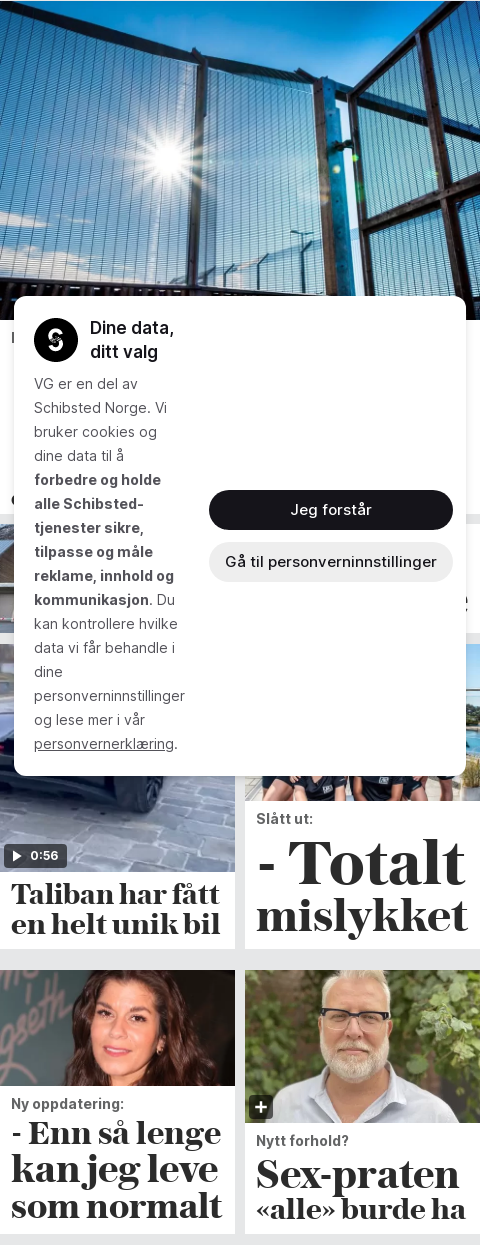 Dine data,
ditt valg
VG er en del av
Schibsted Norge. Vi
bruker cookies og
dine data til å
forbedre og holde
alle Schibsted-
tjenester sikre,
tilpasse og måle
reklame, innhold og
kommunikasjon. Du
kan kontrollere hvilke
data vi får behandle i
dine
personverninnstillinger
og lese mer i vår
personvernerklæring.
Jeg forstår
Gå til personverninnstillinger
0:56
Taliban har fått
en helt unik bil
Slått ut:
- Totalt
mislykket
Ny oppdatering:
- Enn så lenge
kan jeg leve
som normalt
Nytt forhold?
Sex-praten
«alle» burde ha